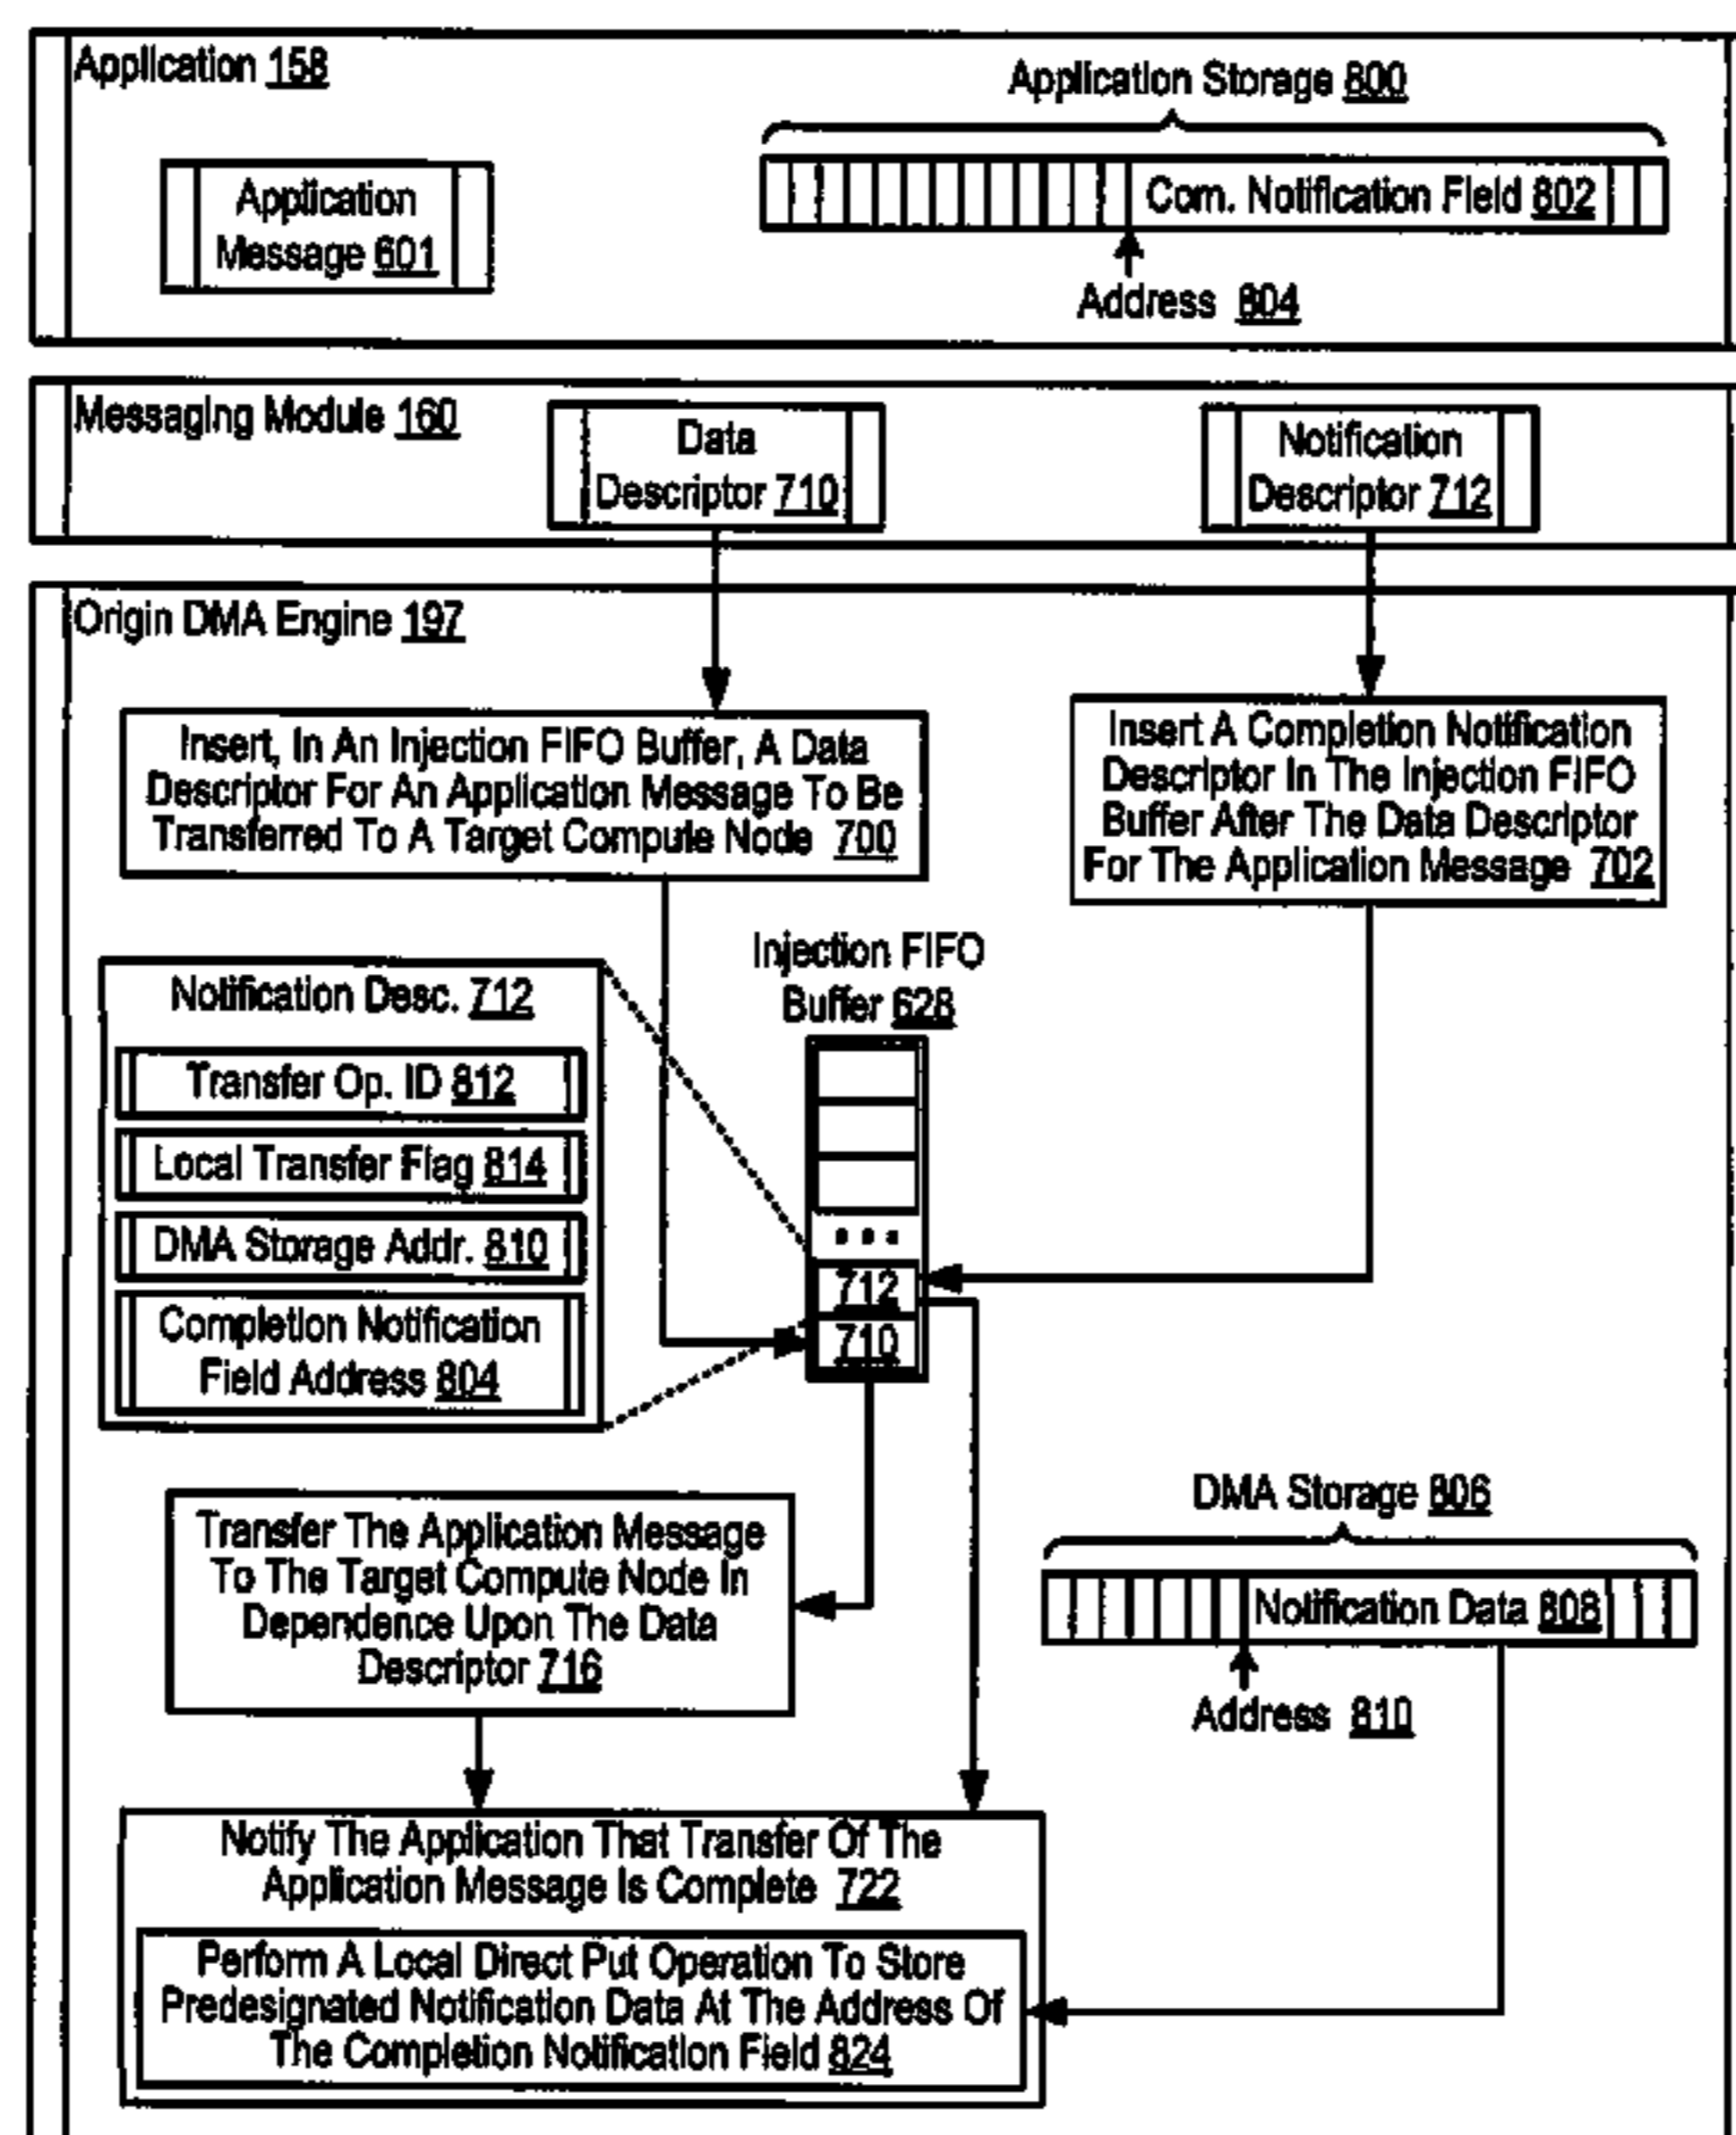 Application 158
Application Storage 800
Application
Message 601
Com. Notification Field 802
Address 804
Messaging Module 160
Data
Descriptor 710
Notification
Descriptor 712
Origin DMA Engine 197
Insert, In An Injection FIFO Buffer, A Data
Descriptor For An Application Message To Be
Transferred To A Target Compute Node 700
Insert A Completion Notification
Descriptor In The Injection FIFO
Buffer After The Data Descriptor
For The Application Message 702
Injection FIFO
Buffer 628
Notification Desc. 712
Transfer Op. ID 812
Local Transfer Flag 814
DMA Storage Addr. 810
Completion Notification
Field Address 804
712
710
Transfer The Application Message
To The Target Compute Node In
Dependence Upon The Data
Descriptor 716
DMA Storage 806
Notification Data 808
Address 810
Notify The Application That Transfer Of The
Application Message Is Complete 722
Perform A Local Direct Put Operation To Store
Predesignated Notification Data At The Address Of
The Completion Notification Field 824